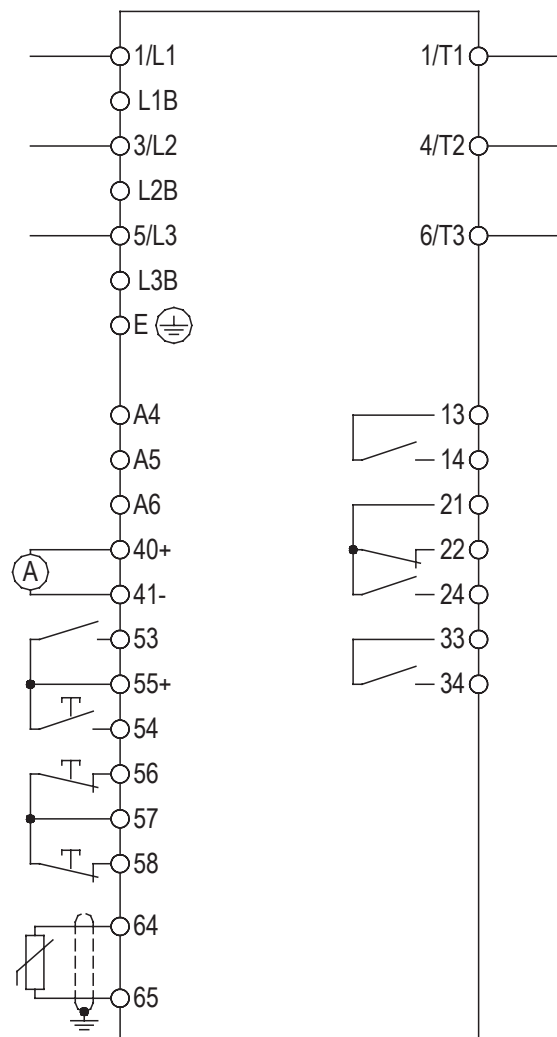 1/L1 1/T1
L1B
3/L2 4/T2
L2B
5/L3 6/T3
L3B
E
A4 13
A5 14
A6 21
40+ 22
A
41- 24
53 33
55+ 34
54
56
57
58
64
65